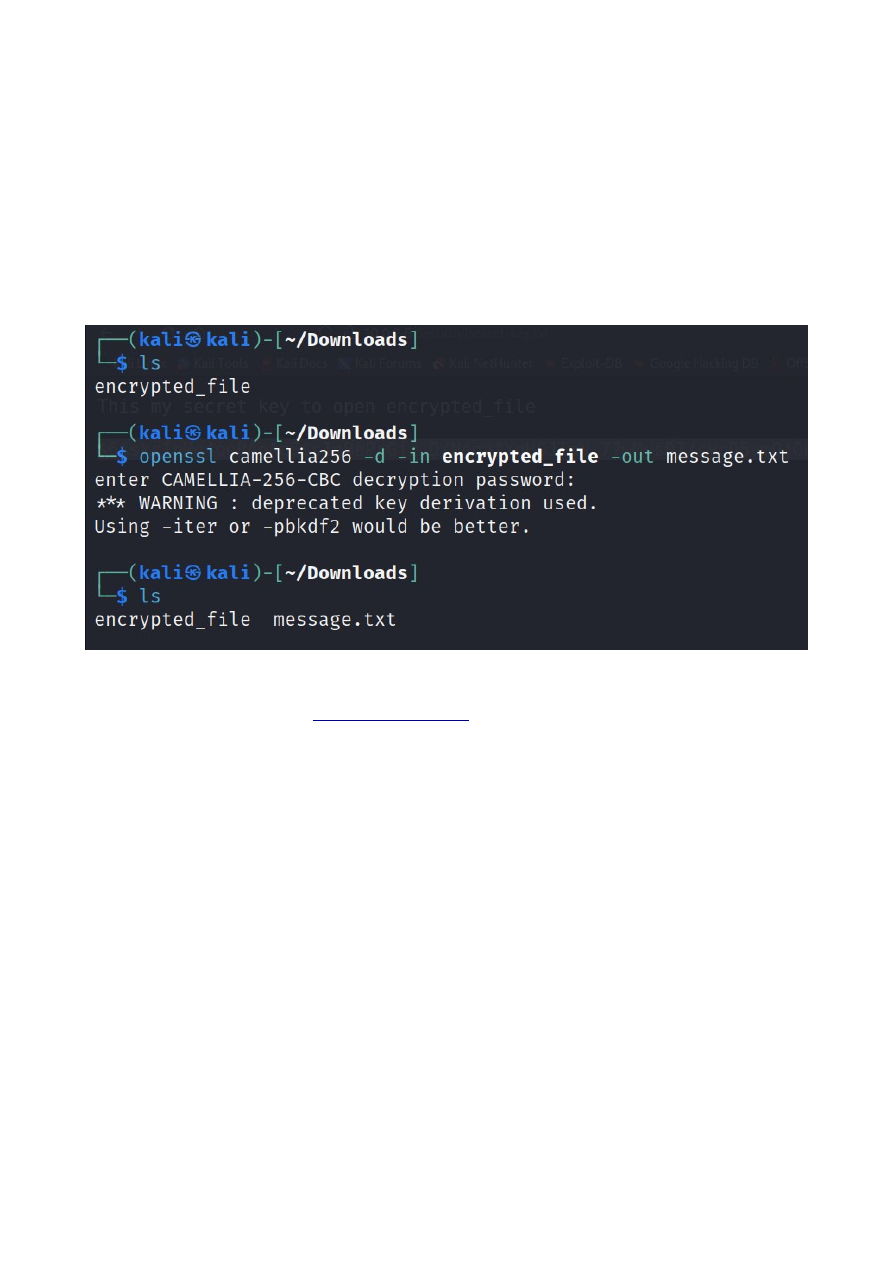 ┌──(kali㉿kali)-[~/Downloads]
└─$ ls
Kali Tools Kali Docs Kali Forums Kali NetHunter Exploit-DB Google Hacking DB
encrypted_file
This my secret key to open encrypted_file
┌──(kali㉿kali)-[~/Downloads]
└─$ openssl camellia256 -d -in encrypted_file -out message.txt
enter CAMELLIA-256-CBC decryption password:
*** WARNING : deprecated key derivation used.
Using -iter or -pbkdf2 would be better.
┌──(kali㉿kali)-[~/Downloads]
└─$ ls
encrypted_file  message.txt